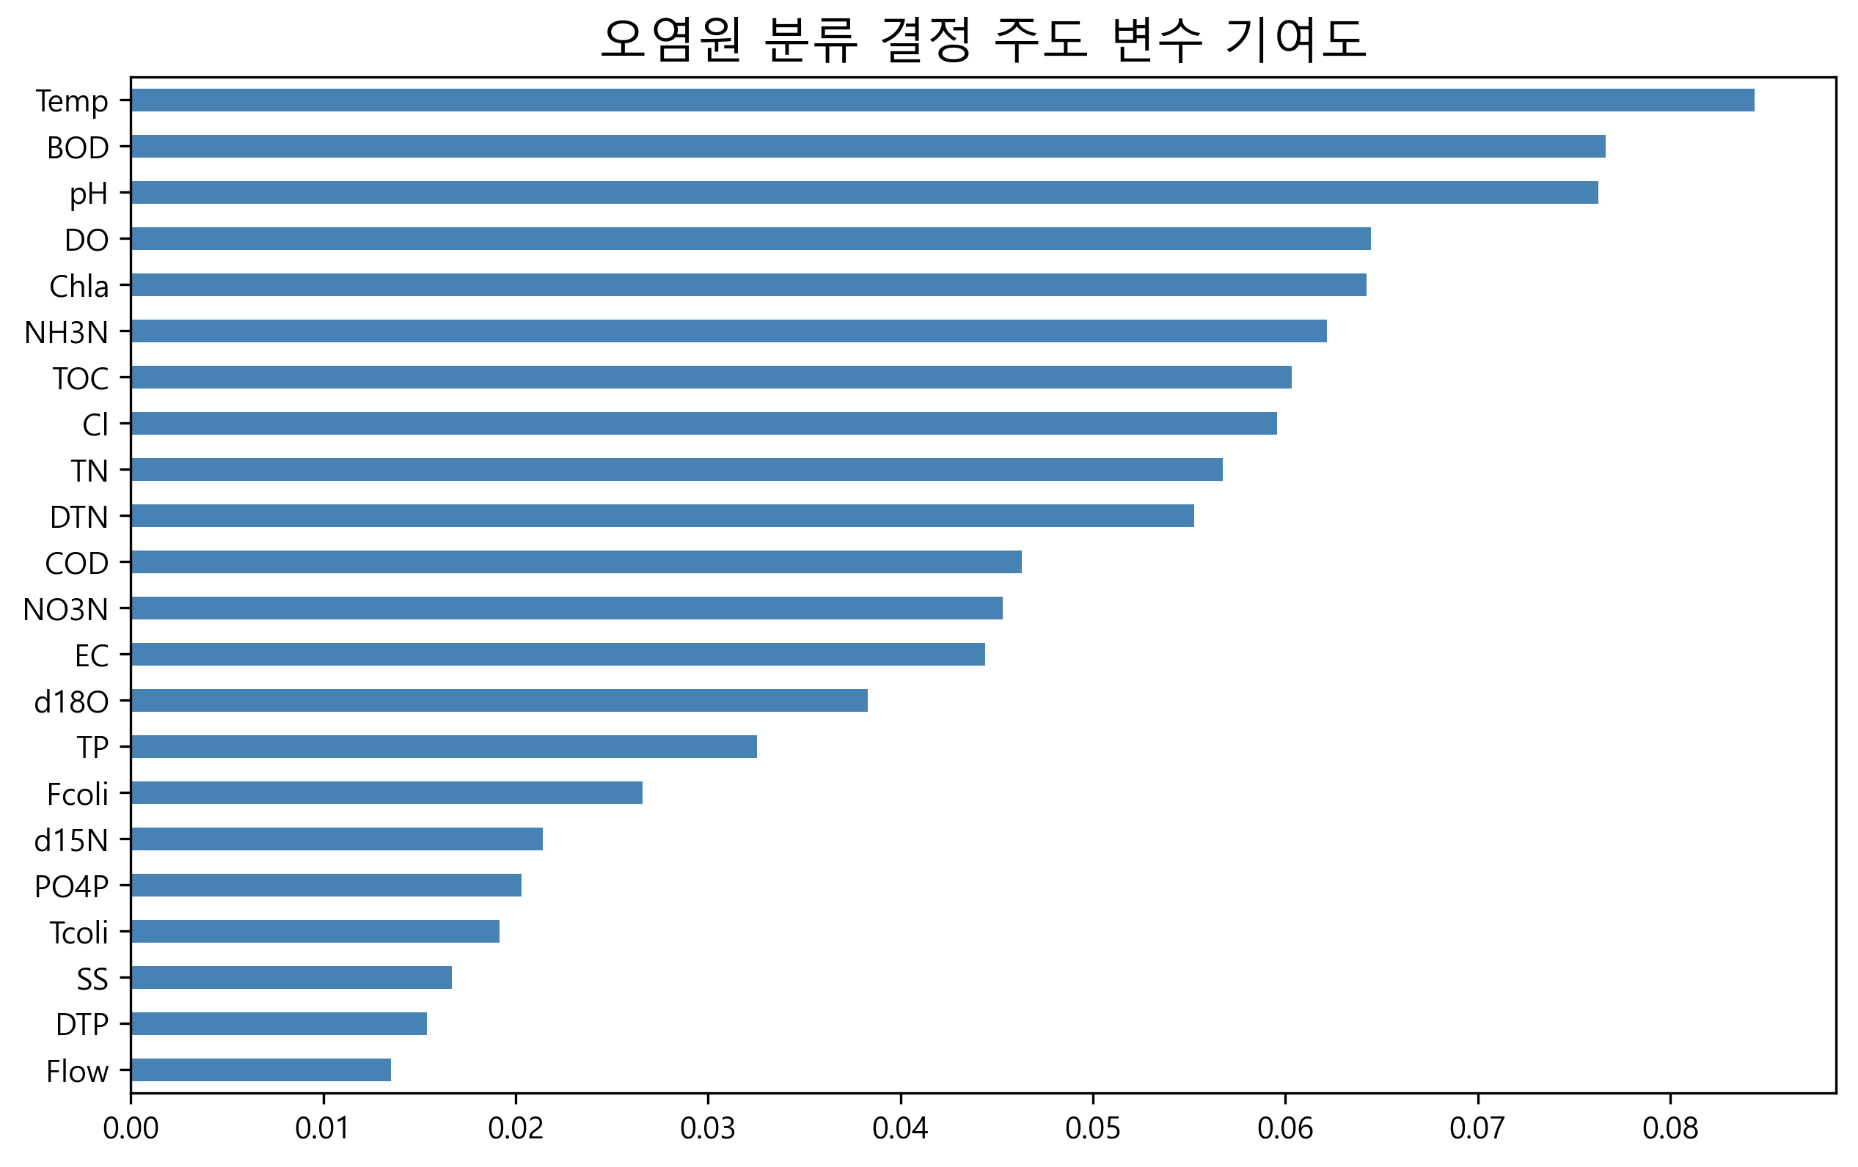 오염원 분류 결정 주도 변수 기여도
Temp
BOD
pH
DO
Chla
NH3N
TOC
Cl
TN
DTN
COD
NO3N
EC
d18O
TP
Fcoli
d15N
PO4P
Tcoli
SS
DTP
Flow
0.00 0.01 0.02 0.03 0.04 0.05 0.06 0.07 0.08